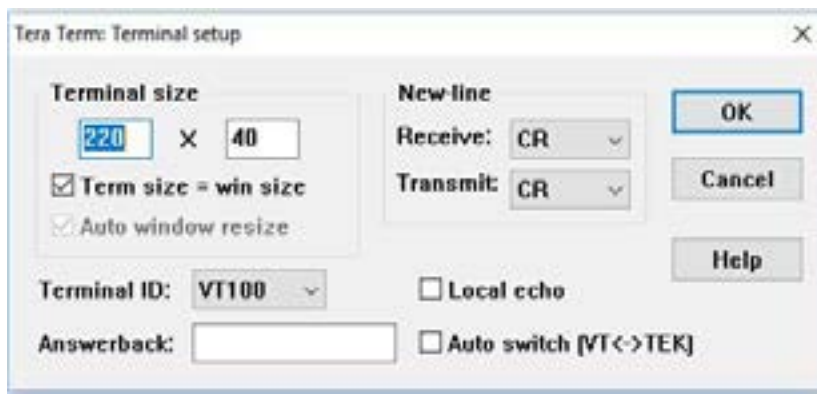 Tera Term: Terminal setup
Terminal size
220 X 40
Term size = win size
Auto window resize
New-line
Receive: CR
Transmit: CR
OK
Cancel
Help
Terminal ID: VT100
Local echo
Answerback:
Auto switch (VT<->TEK)